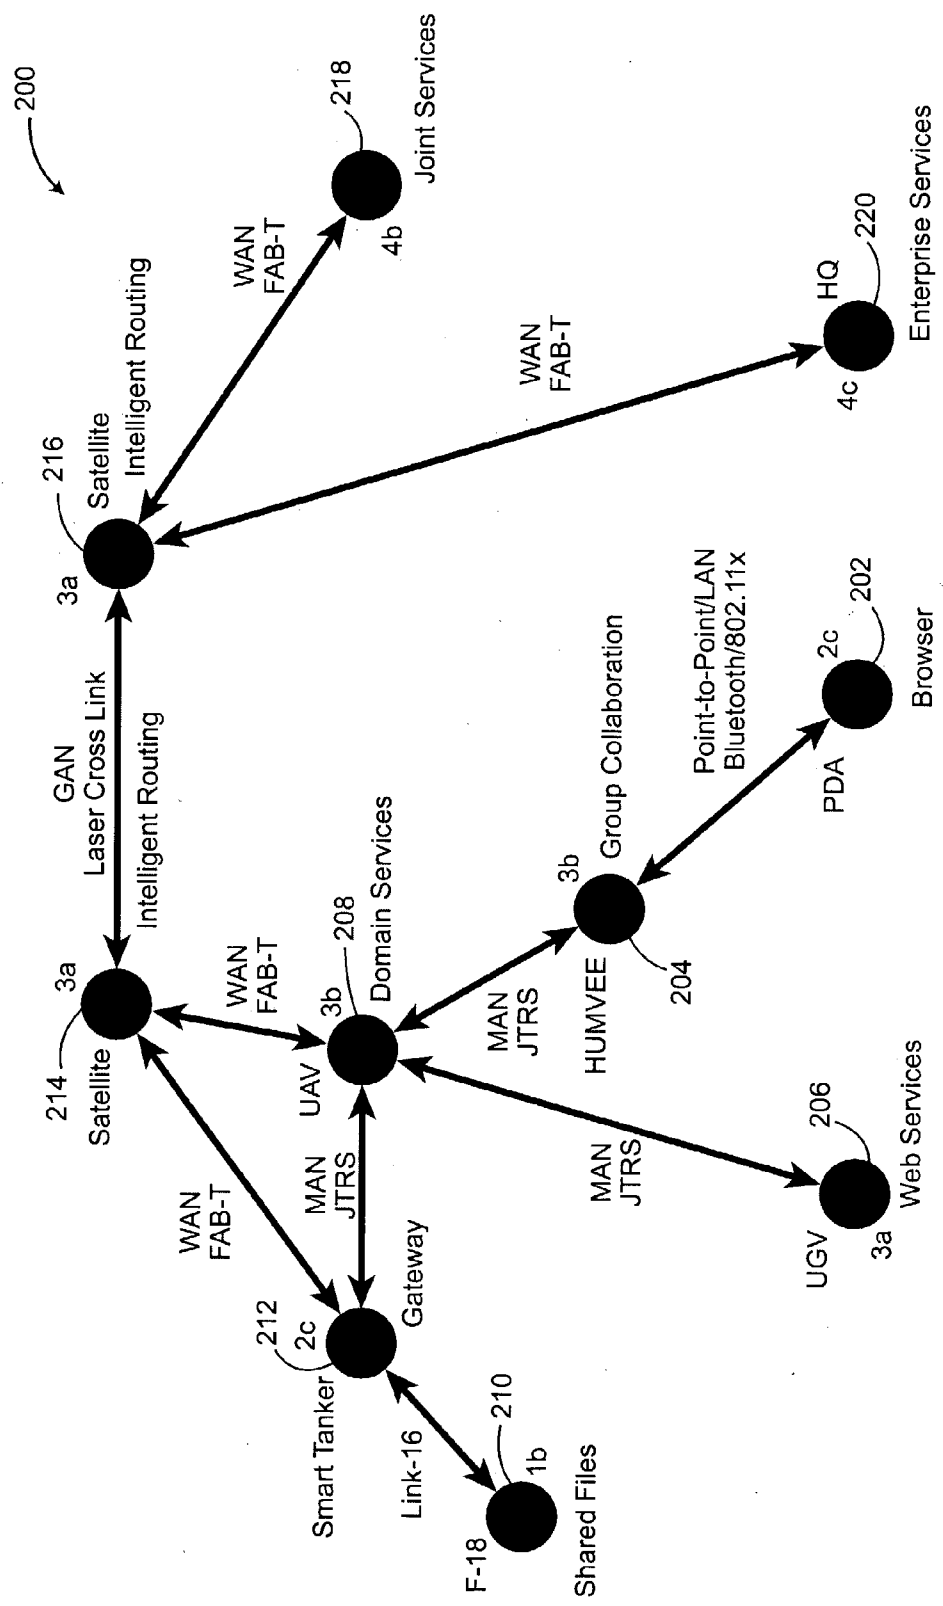 200
218
Joint Services
4b
WAN
FAB-T
216
3a
Satellite
Intelligent Routing
WAN
FAB-T
HQ
220
4c
Enterprise Services
GAN
Laser Cross Link
Intelligent Routing
3a
214
Satellite
WAN
FAB-T
208
3b
UAV
Domain Services
WAN
FAB-T
MAN
JTRS
212
2c
Smart Tanker
Gateway
Link-16
210
1b
F-18
Shared Files
MAN
JTRS
3b
Group Collaboration
HUMVEE
204
Point-to-Point/LAN
Bluetooth/802.11x
2c
202
PDA
Browser
MAN
JTRS
206
UGV
3a
Web Services